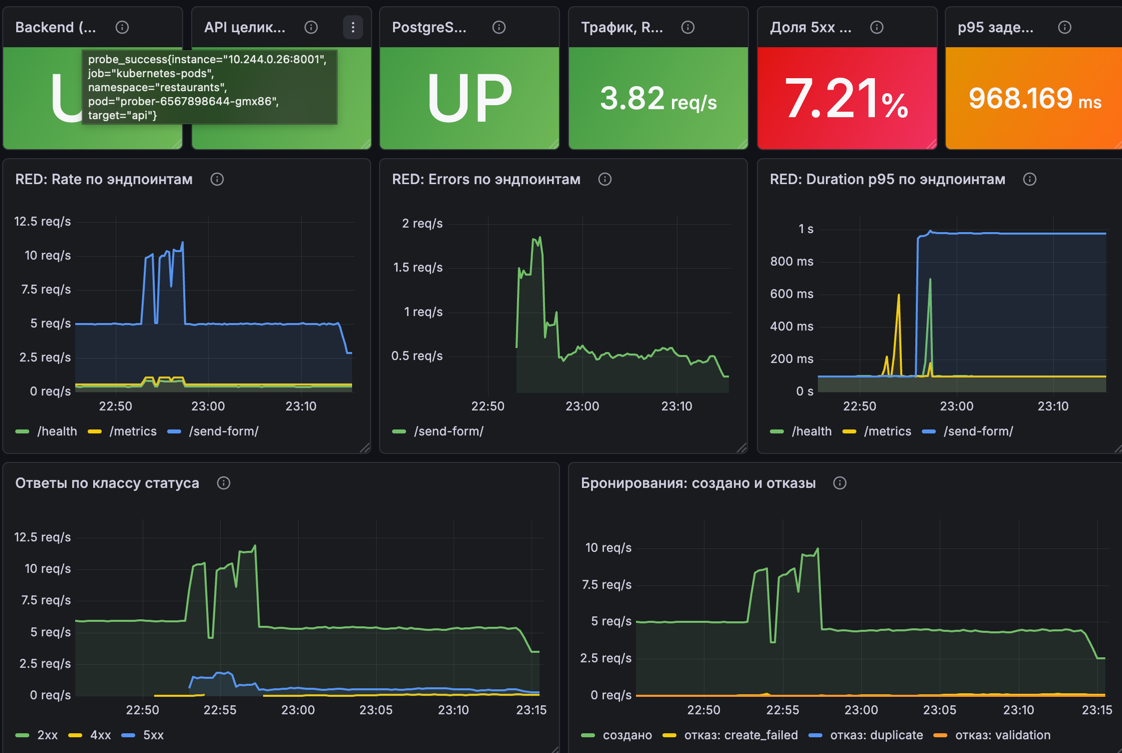 Backend (...
API целик...
PostgreS...
Трафик, R...
Доля 5xx ...
p95 заде...
probe_success{instance="10.244.0.26:8001",
job="kubernetes-pods",
namespace="restaurants",
pod="prober-6567898644-gmx86",
target="api"}
UP
3.82 req/s
7.21%
968.169 ms
RED: Rate по эндпоинтам
12.5 req/s
10 req/s
7.5 req/s
5 req/s
2.5 req/s
0 req/s
22:50 23:00 23:10
/health /metrics /send-form/
RED: Errors по эндпоинтам
2 req/s
1.5 req/s
1 req/s
0.5 req/s
22:50 23:00 23:10
/send-form/
RED: Duration p95 по эндпоинтам
1 s
800 ms
600 ms
400 ms
200 ms
0 s
22:50 23:00 23:10
/health /metrics /send-form/
Ответы по классу статуса
12.5 req/s
10 req/s
7.5 req/s
5 req/s
2.5 req/s
0 req/s
22:50 22:55 23:00 23:05 23:10 23:15
2xx 4xx 5xx
Бронирования: создано и отказы
10 req/s
7.5 req/s
5 req/s
2.5 req/s
0 req/s
22:50 22:55 23:00 23:05 23:10 23:15
создано отказ: create_failed отказ: duplicate отказ: validation